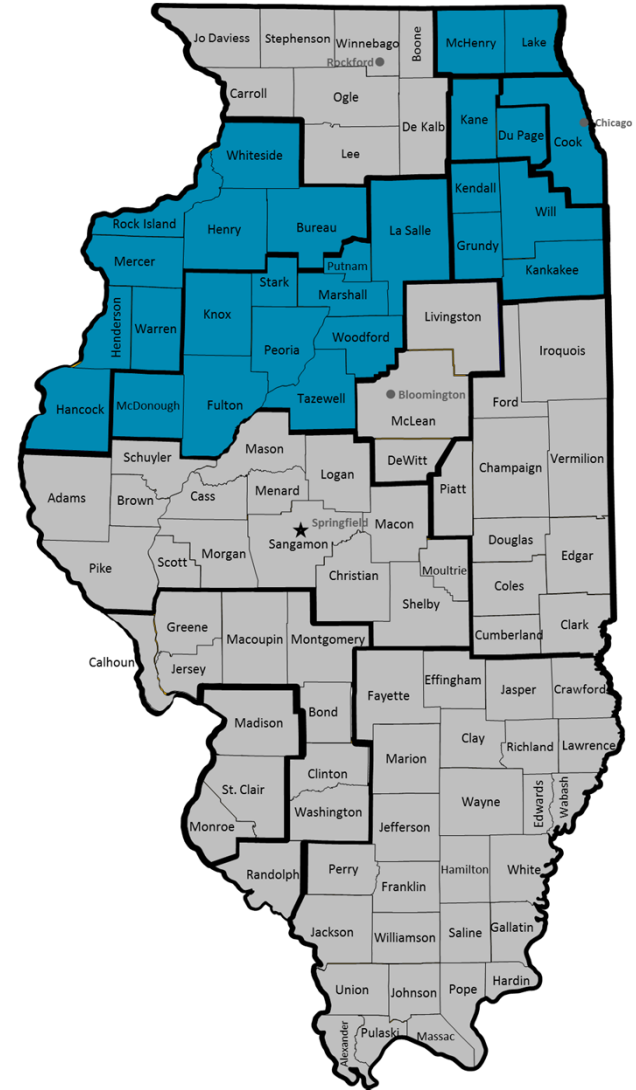 Jo Daviess
Stephenson
Winnebago
Boone
McHenry
Lake
Rockford
Carroll
Ogle
De Kalb
Kane
Du Page
Cook
Chicago
Whiteside
Lee
Kendall
Will
Rock Island
Henry
Bureau
La Salle
Grundy
Mercer
Putnam
Kankakee
Stark
Marshall
Henderson
Warren
Knox
Peoria
Woodford
Livingston
Iroquois
Hancock
McDonough
Fulton
Tazewell
Bloomington
McLean
Ford
Mason
Schuyler
Logan
DeWitt
Champaign
Vermilion
Adams
Brown
Cass
Menard
Piatt
Springfield
Macon
Sangamon
Douglas
Edgar
Pike
Scott
Morgan
Christian
Moultrie
Coles
Shelby
Greene
Macoupin
Montgomery
Cumberland
Clark
Calhoun
Jersey
Fayette
Effingham
Jasper
Crawford
Madison
Bond
Clay
Richland
Lawrence
Marion
St. Clair
Clinton
Wayne
Edwards
Wabash
Washington
Monroe
Jefferson
Randolph
Perry
Hamilton
White
Franklin
Jackson
Williamson
Saline
Gallatin
Union
Johnson
Pope
Hardin
Alexander
Pulaski
Massac